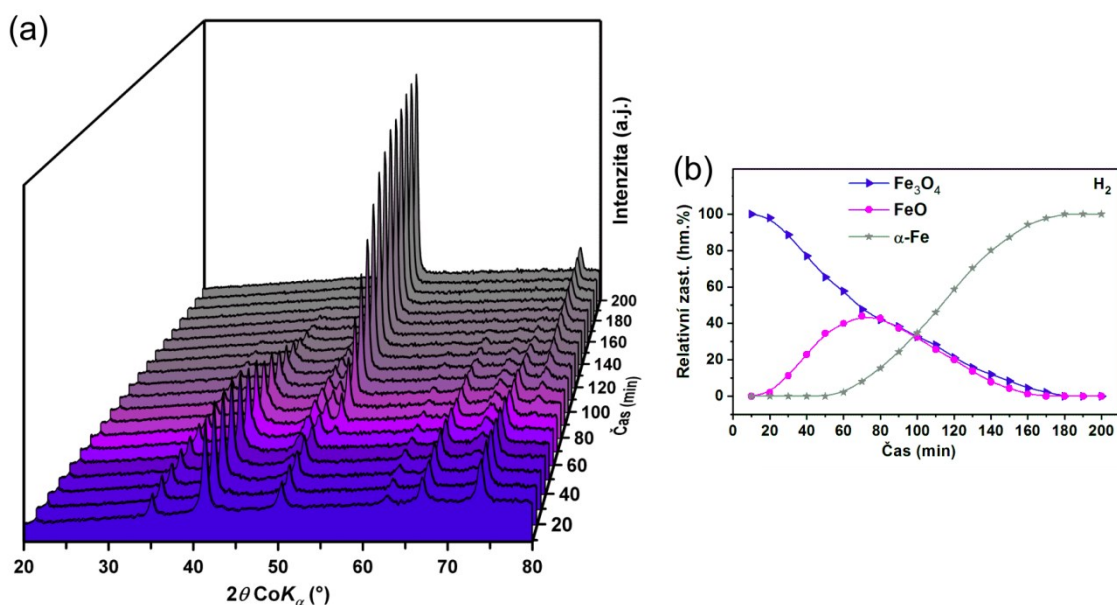 (a)
Intenzita (a.j.)
200
180
160
140
120
100
80
60
40
20
Čas (min)
20 30 40 50 60 70 80
2θ CoKα (°)
(b)
Fe3O4
FeO
α-Fe
H2
100
80
60
40
20
0
Relativní zast. (hm.%)
0 20 40 60 80 100 120 140 160 180 200
Čas (min)